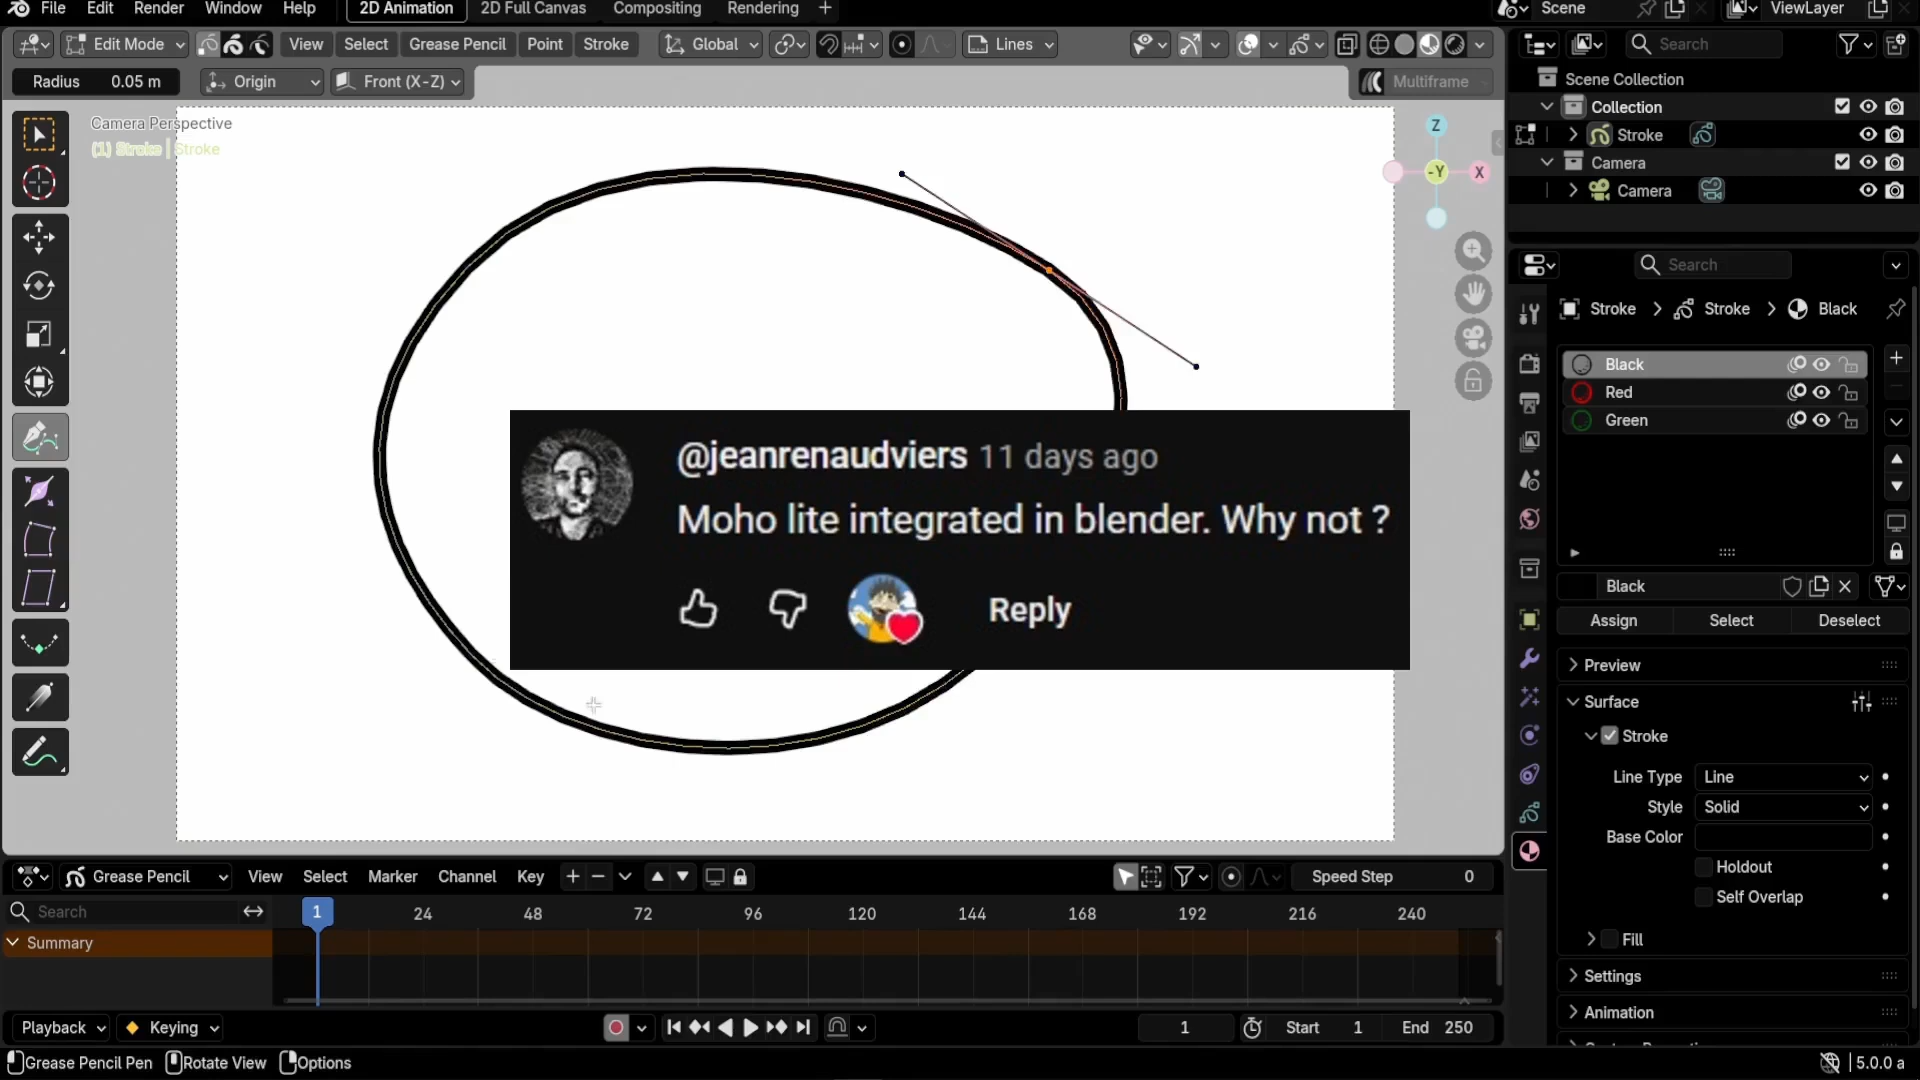 File Edit Render Window Help 2D Animation 2D Full Canvas Compositing Rendering + Scene ViewLayer
Edit Mode View Select Grease Pencil Point Stroke Global Lines Search
Radius 0.05 m Origin Front (X-Z) Multiframe
Scene Collection
Collection
Stroke
Camera
Camera
Camera Perspective
(1) Stroke | Stroke
Z
-Y X
Search
Stroke > Stroke > Black
Black
Red
Green
@jeanrenaudviers 11 days ago
Moho lite integrated in blender. Why not ?
Reply
Black
Assign Select Deselect
Preview
Surface
Stroke
Line Type Line
Style Solid
Base Color
Holdout
Self Overlap
Fill
Settings
Animation
Grease Pencil View Select Marker Channel Key Speed Step 0
Search 1 24 48 72 96 120 144 168 192 216 240
Summary
Playback Keying 1 Start 1 End 250
Grease Pencil Pen Rotate View Options 5.0.0 a